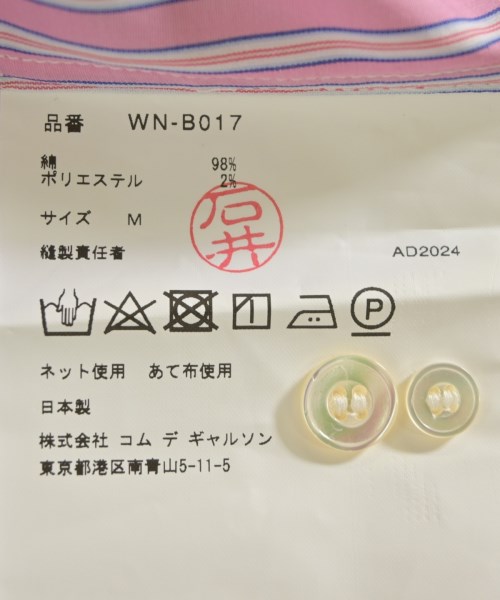 品番 WN-B017
綿 98%
ポリエステル 2%
サイズ M
石井
縫製責任者
AD2024
P
ネット使用 あて布使用
日本製
株式会社 コム デ ギャルソン
東京都港区南青山5-11-5